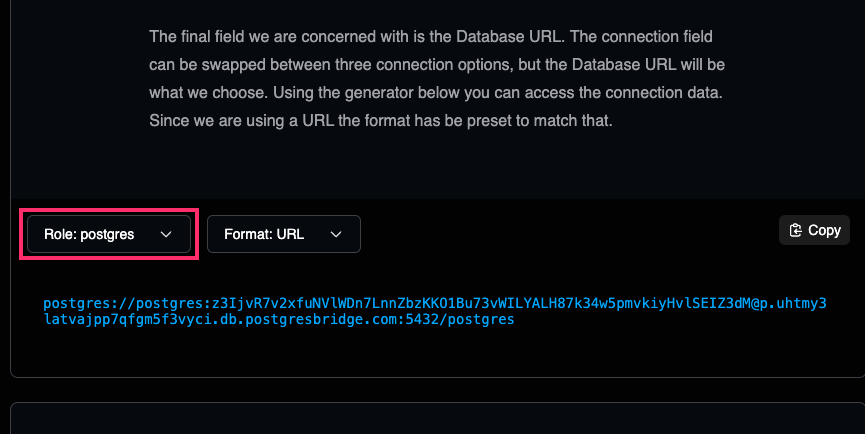 The final field we are concerned with is the Database URL. The connection field
can be swapped between three connection options, but the Database URL will be
what we choose. Using the generator below you can access the connection data.
Since we are using a URL the format has be preset to match that.
Role: postgres
Format: URL
Copy
postgres://postgres:z3IjvR7v2xfuNVlWDn7LnnZbzKKO1Bu73vWILYALH87k34w5pmvkiyHvlSEIZ3dM@p.uhtmy3
latvajpp7qfgm5f3vyci.db.postgresbridge.com:5432/postgres